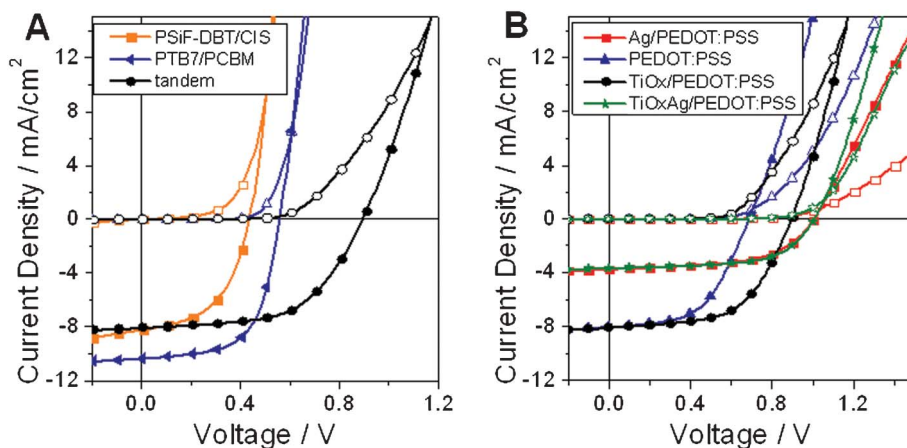 A
PSiF-DBT/CIS
PTB7/PCBM
tandem
Current Density / mA/cm²
12
8
4
0
-4
-8
-12
0.0
0.4
0.8
1.2
Voltage / V
B
Ag/PEDOT:PSS
PEDOT:PSS
TiOx/PEDOT:PSS
TiOxAg/PEDOT:PSS
Current Density / mA/cm²
12
8
4
0
-4
-8
-12
0.0
0.4
0.8
1.2
Voltage / V